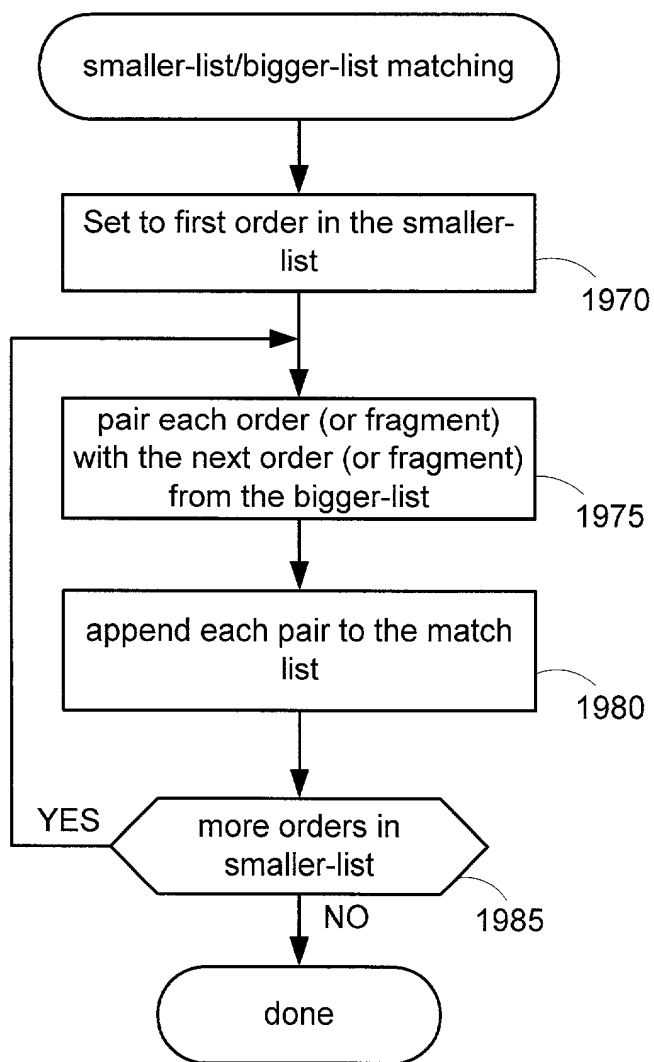 smaller-list/bigger-list matching
Set to first order in the smaller-
list
1970
pair each order (or fragment)
with the next order (or fragment)
from the bigger-list
1975
append each pair to the match
list
1980
YES
more orders in
smaller-list
1985
NO
done